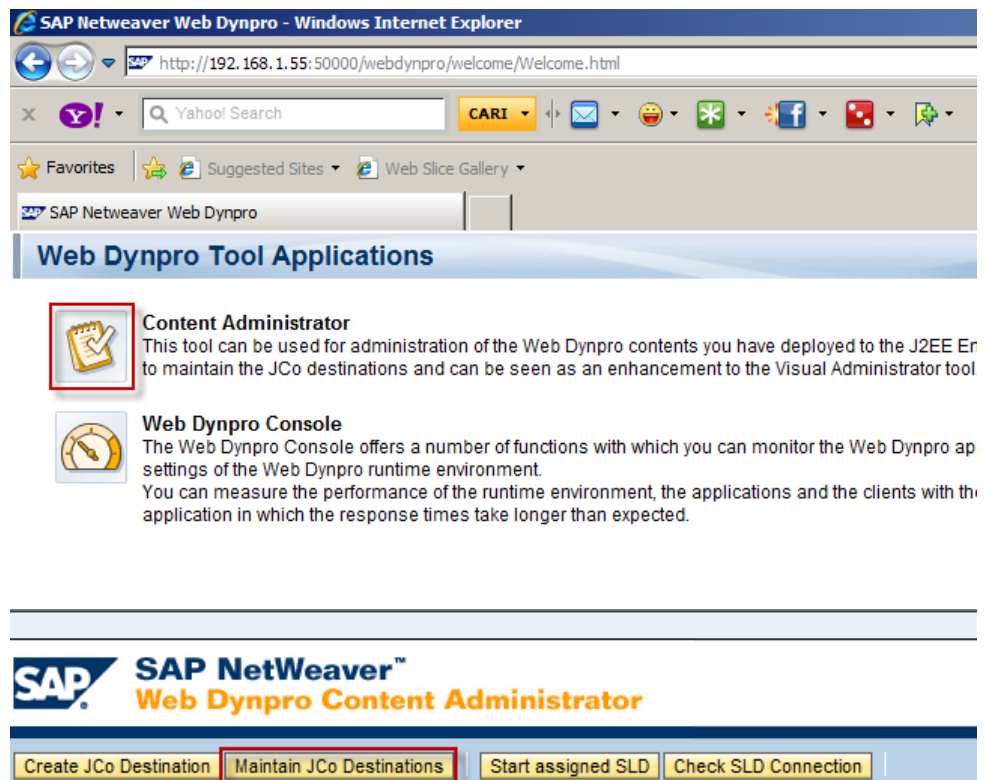 SAP Netweaver Web Dynpro - Windows Internet Explorer
http://192.168.1.55:50000/webdynpro/welcome/Welcome.html
x Y! Yahoo! Search CARI
Favorites Suggested Sites Web Slice Gallery
SAP Netweaver Web Dynpro
Web Dynpro Tool Applications
Content Administrator
This tool can be used for administration of the Web Dynpro contents you have deployed to the J2EE En
to maintain the JCo destinations and can be seen as an enhancement to the Visual Administrator tool
Web Dynpro Console
The Web Dynpro Console offers a number of functions with which you can monitor the Web Dynpro ap
settings of the Web Dynpro runtime environment.
You can measure the performance of the runtime environment, the applications and the clients with the
application in which the response times take longer than expected.
SAP SAP NetWeaver™
Web Dynpro Content Administrator
Create JCo Destination Maintain JCo Destinations Start assigned SLD Check SLD Connection